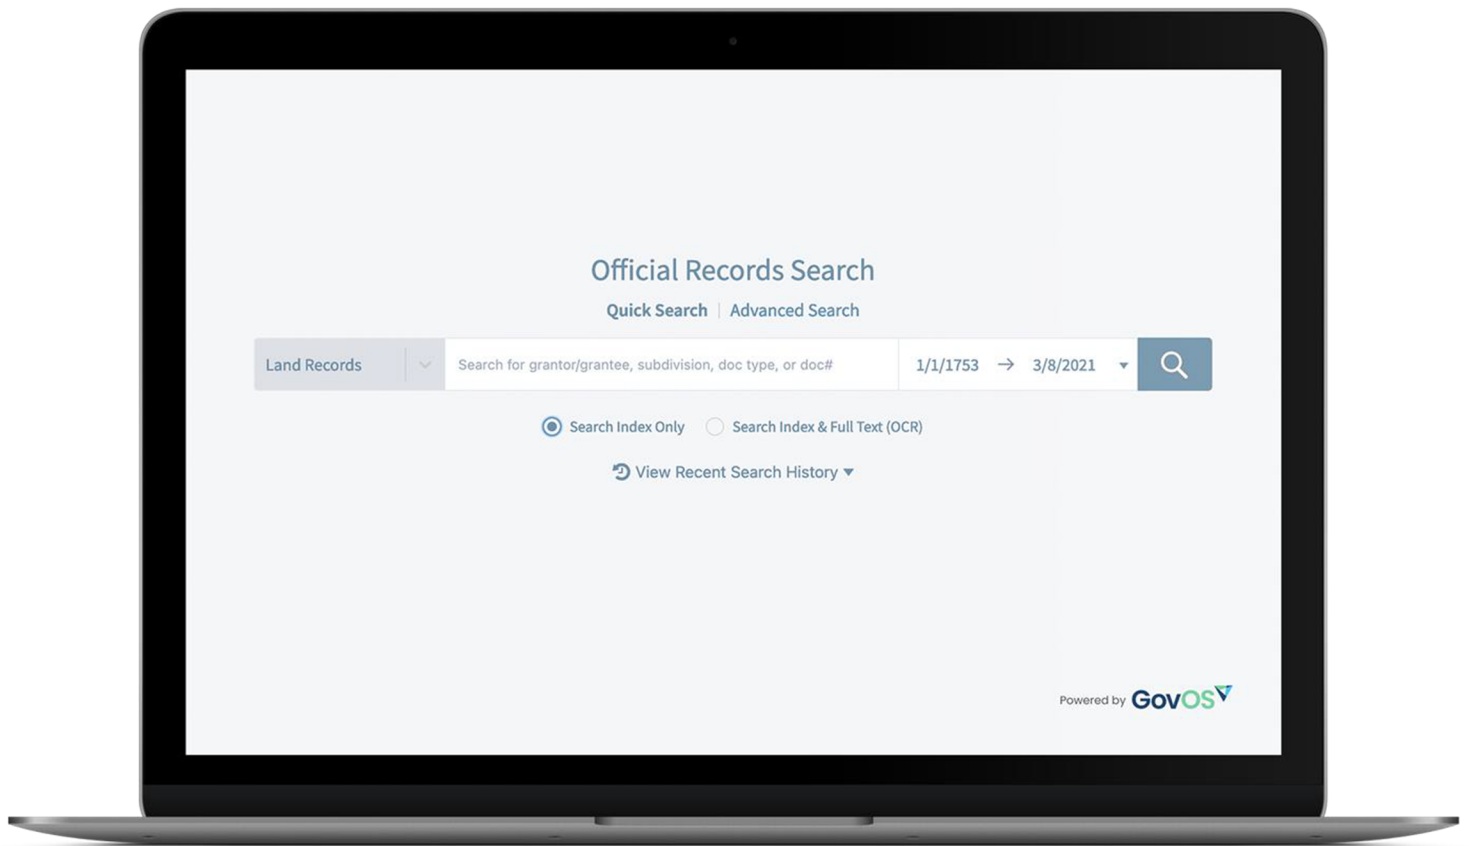 Official Records Search
Quick Search | Advanced Search
Land Records Search for grantor/grantee, subdivision, doc type, or doc# 1/1/1753 → 3/8/2021
Search Index Only Search Index & Full Text (OCR)
View Recent Search History
Powered by GovOS